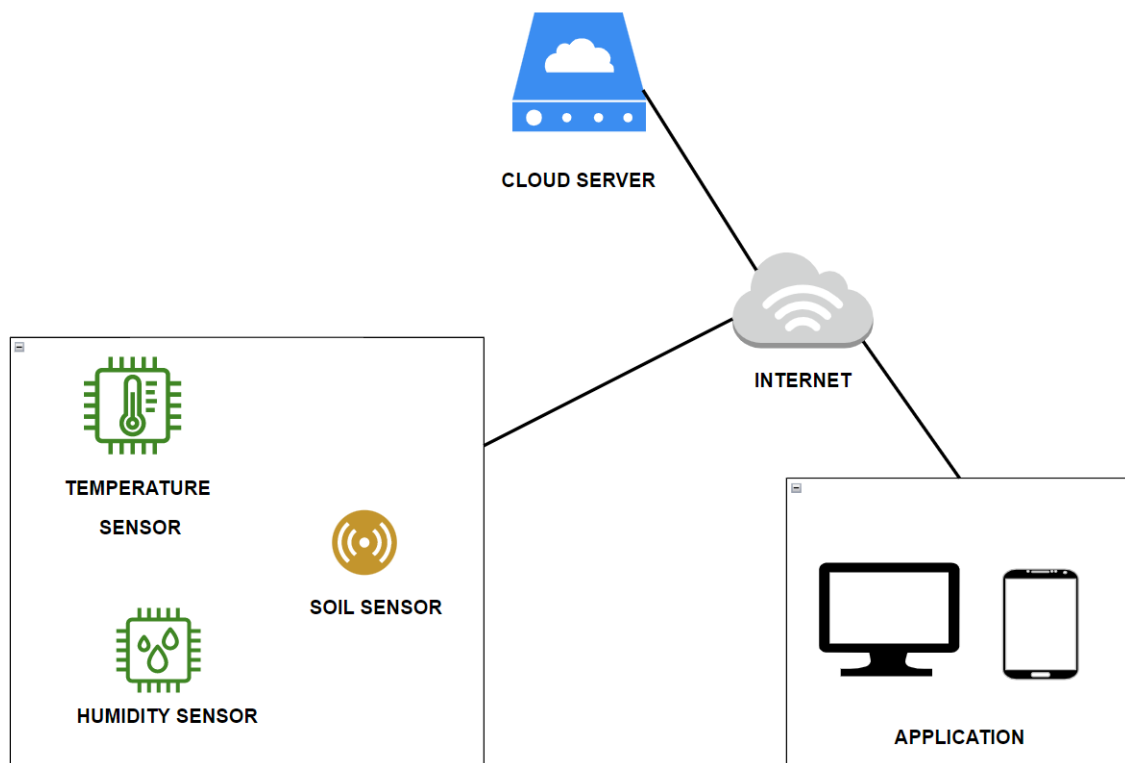 CLOUD SERVER
INTERNET
TEMPERATURE
SENSOR
SOIL SENSOR
HUMIDITY SENSOR
APPLICATION